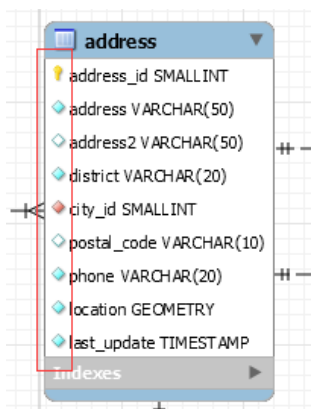 address
address_id SMALLINT
address VARCHAR(50)
address2 VARCHAR(50)
district VARCHAR(20)
city_id SMALLINT
postal_code VARCHAR(10)
phone VARCHAR(20)
location GEOMETRY
last_update TIMESTAMP
Indexes